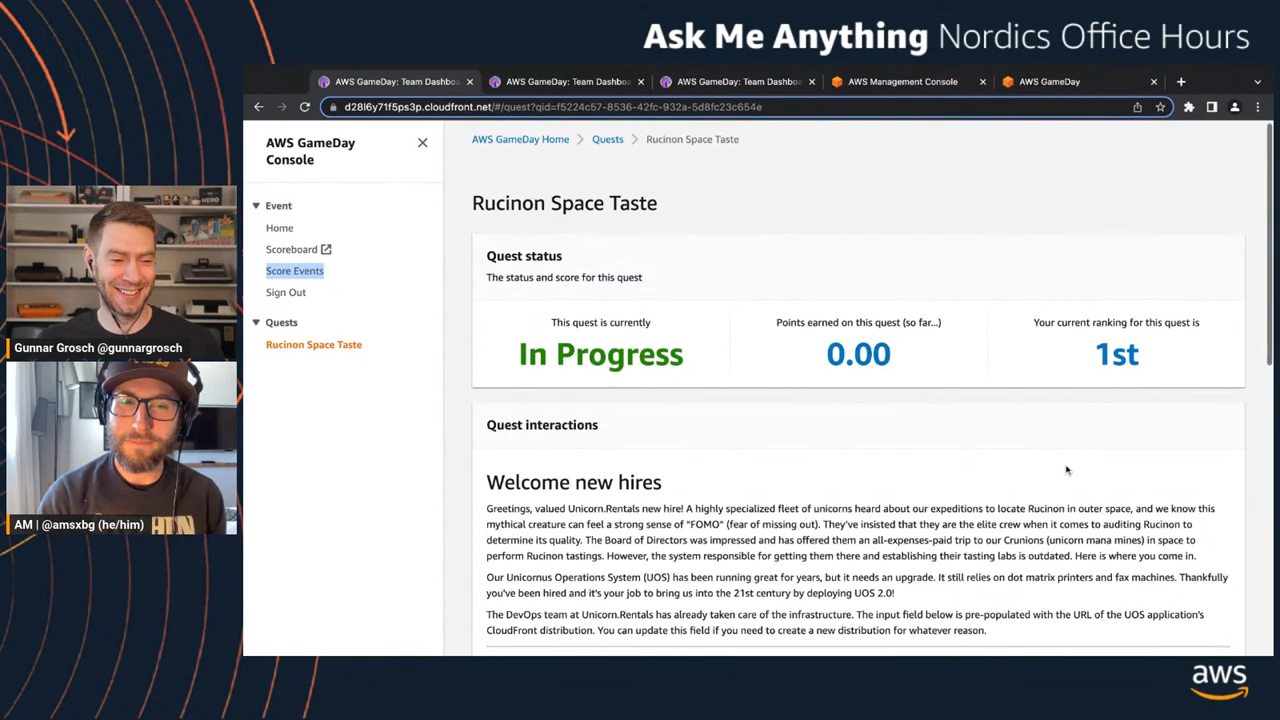 Ask Me Anything Nordics Office Hours
AWS GameDay: Team Dashbo
AWS GameDay: Team Dashbo
AWS GameDay: Team Dashbo
AWS Management Console
AWS GameDay
d28l6y71f5ps3p.cloudfront.net/#/quest?qid=f5224c57-8536-42fc-932a-5d8fc23c654e
AWS GameDay
Console
Event
Home
Scoreboard
Score Events
Sign Out
Quests
Rucinon Space Taste
AWS GameDay Home > Quests > Rucinon Space Taste
Rucinon Space Taste
Quest status
The status and score for this quest
This quest is currently
In Progress
Points earned on this quest (so far...)
0.00
Your current ranking for this quest is
1st
Quest interactions
Welcome new hires
Greetings, valued Unicorn.Rentals new hire! A highly specialized fleet of unicorns heard about our expeditions to locate Rucinon in outer space, and we know this
mythical creature can feel a strong sense of "FOMO" (fear of missing out). They've insisted that they are the elite crew when it comes to auditing Rucinon to
determine its quality. The Board of Directors was impressed and has offered them an all-expenses-paid trip to our Crunions (unicorn mana mines) in space to
perform Rucinon tastings. However, the system responsible for getting them there and establishing their tasting labs is outdated. Here is where you come in.
Our Unicornus Operations System (UOS) has been running great for years, but it needs an upgrade. It still relies on dot matrix printers and fax machines. Thankfully
you've been hired and it's your job to bring us into the 21st century by deploying UOS 2.0!
The DevOps team at Unicorn.Rentals has already taken care of the infrastructure. The input field below is pre-populated with the URL of the UOS application's
CloudFront distribution. You can update this field if you need to create a new distribution for whatever reason.
Gunnar Grosch @gunnargrosch
AM | @amsxbg (he/him)
aws